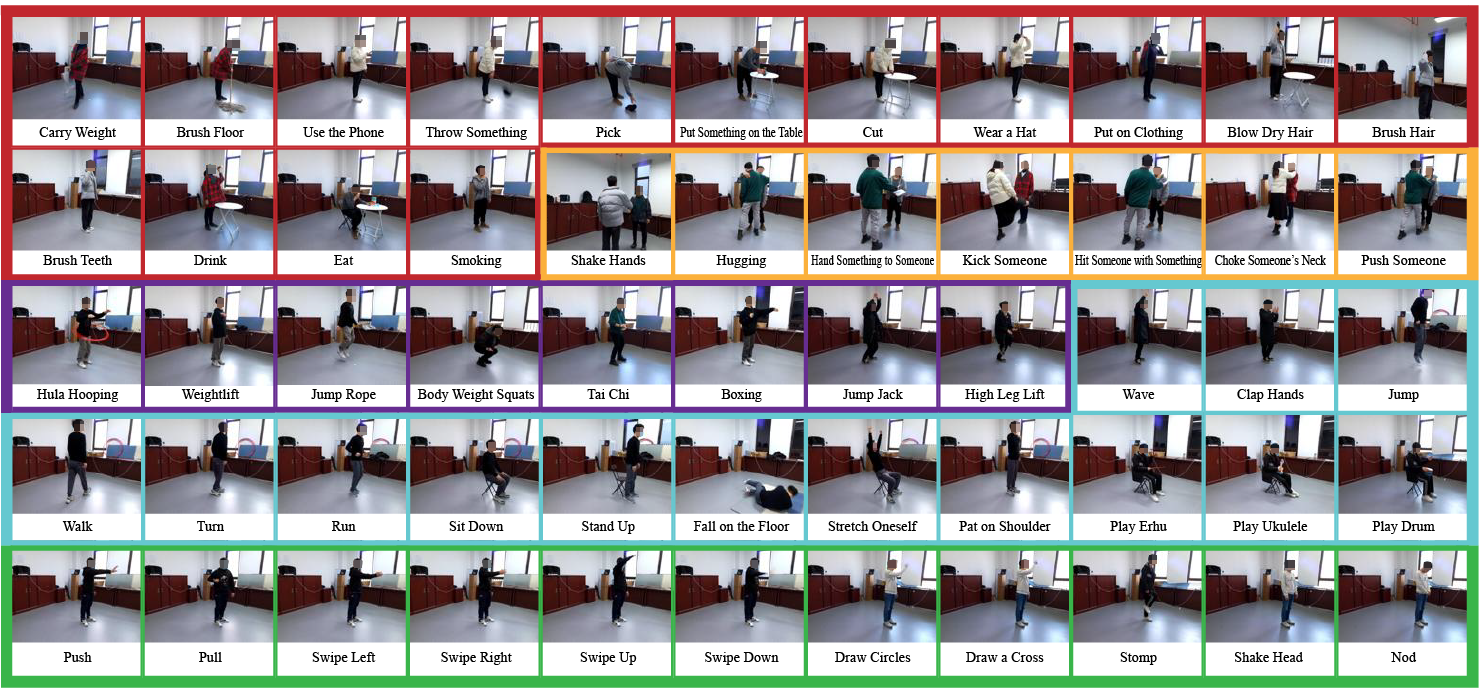 Carry Weight
Brush Floor
Use the Phone
Throw Something
Pick
Put Something on the Table
Cut
Wear a Hat
Put on Clothing
Blow Dry Hair
Brush Hair
Brush Teeth
Drink
Eat
Smoking
Shake Hands
Hugging
Hand Something to Someone
Kick Someone
Hit Someone with Something
Choke Someone’s Neck
Push Someone
Hula Hooping
Weightlift
Jump Rope
Body Weight Squats
Tai Chi
Boxing
Jump Jack
High Leg Lift
Wave
Clap Hands
Jump
Walk
Turn
Run
Sit Down
Stand Up
Fall on the Floor
Stretch Oneself
Pat on Shoulder
Play Erhu
Play Ukulele
Play Drum
Push
Pull
Swipe Left
Swipe Right
Swipe Up
Swipe Down
Draw Circles
Draw a Cross
Stomp
Shake Head
Nod